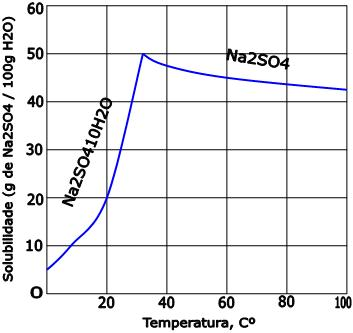 Solubilidade (g de Na2SO4 / 100g H2O)
60
50
40
30
20
10
O
Na2SO410H2O
Na2SO4
20
40
60
80
100
Temperatura, Cº